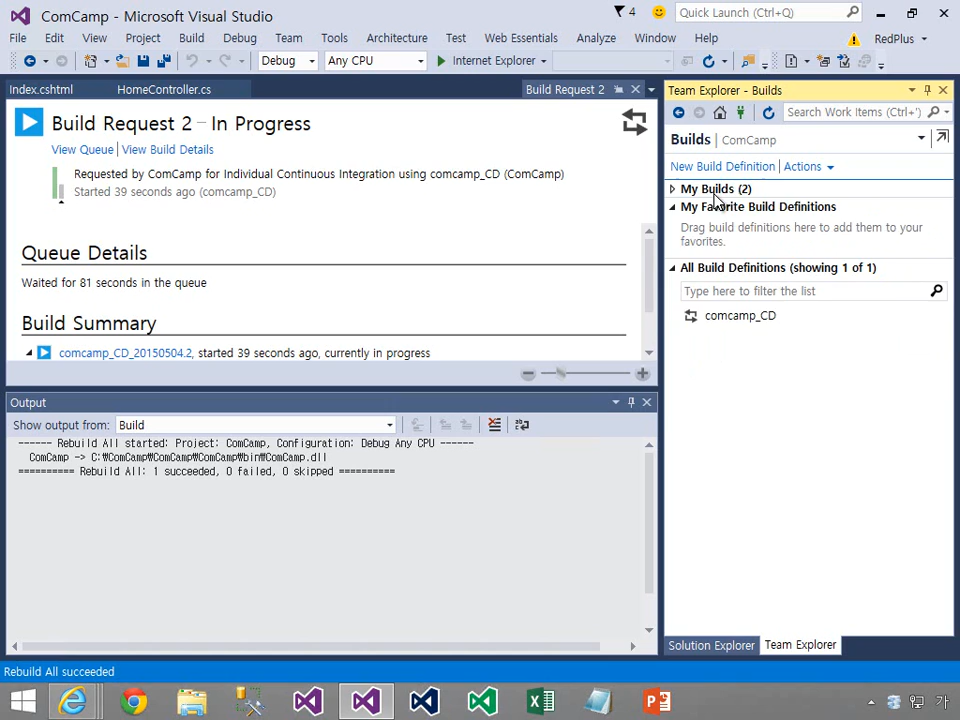 ComCamp - Microsoft Visual Studio
4
Quick Launch (Ctrl+Q)
File Edit View Project Build Debug Team Tools Architecture Test Web Essentials Analyze Window Help
RedPlus
Debug Any CPU Internet Explorer
Index.cshtml HomeController.cs Build Request 2
Build Request 2 – In Progress
View Queue | View Build Details
Requested by ComCamp for Individual Continuous Integration using comcamp_CD (ComCamp)
Started 39 seconds ago (comcamp_CD)
Queue Details
Waited for 81 seconds in the queue
Build Summary
comcamp_CD_20150504.2, started 39 seconds ago, currently in progress
Output
Show output from: Build
------ Rebuild All started: Project: ComCamp, Configuration: Debug Any CPU ------
ComCamp -> C:₩ComCamp₩ComCamp₩ComCamp₩bin₩ComCamp.dll
========== Rebuild All: 1 succeeded, 0 failed, 0 skipped ==========
Team Explorer - Builds
Search Work Items (Ctrl+')
Builds | ComCamp
New Build Definition | Actions
My Builds (2)
My Favorite Build Definitions
Drag build definitions here to add them to your
favorites.
All Build Definitions (showing 1 of 1)
Type here to filter the list
comcamp_CD
Solution Explorer Team Explorer
Rebuild All succeeded
가